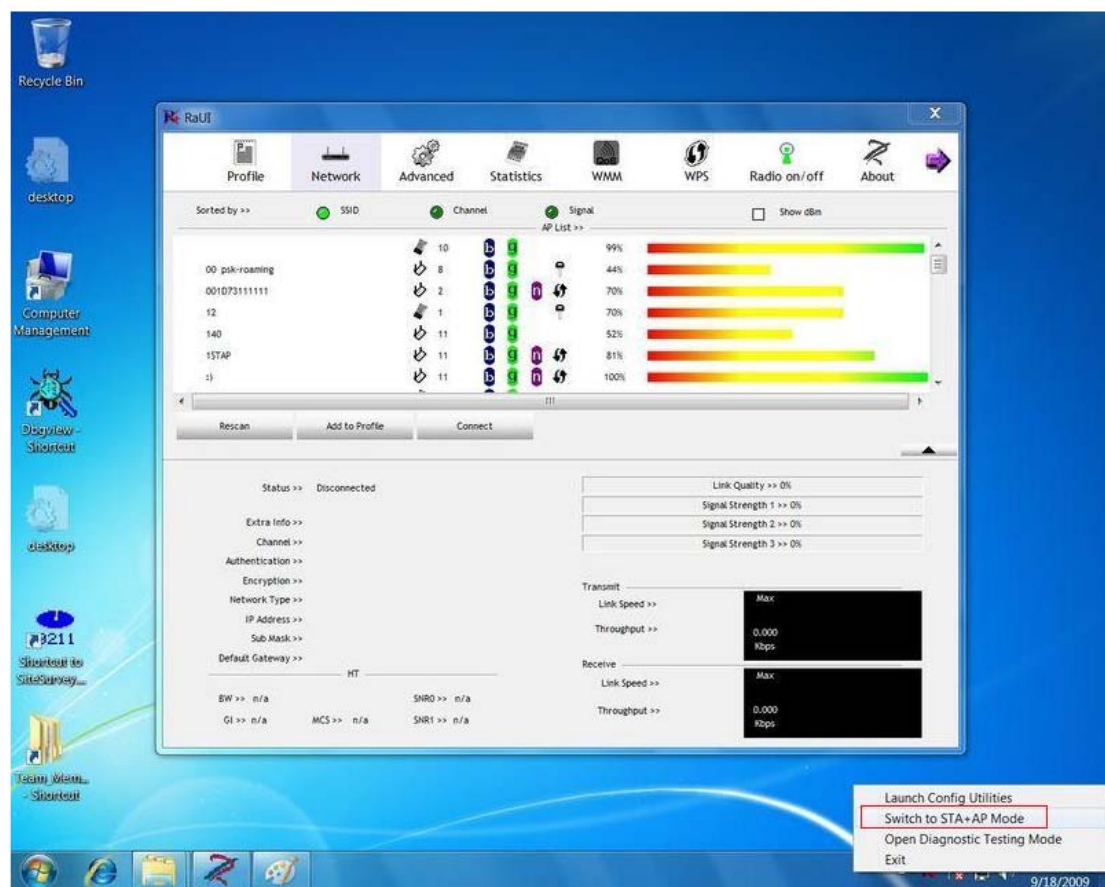 Recycle Bin
desktop
Computer
Management
Dbgview -
Shortcut
desktop
9211
Shortcut to
SiteSurvey...
Team_Mem...
- Shortcut
RaUI
Profile
Network
Advanced
Statistics
QoS
WMM
WPS
Radio on/off
About
Sorted by >>
SSID
Channel
Signal
Show dBm
AP List >>
10 b g 99%
00 psk-roaming 8 b g 44%
001D73111111 2 b g n 70%
12 1 b g 70%
140 11 b g 52%
1STAP 11 b g n 81%
:) 11 b g n 100%
Rescan
Add to Profile
Connect
Status >> Disconnected
Extra Info >>
Channel >>
Authentication >>
Encryption >>
Network Type >>
IP Address >>
Sub Mask >>
Default Gateway >>
HT
BW >> n/a
SNR0 >> n/a
GI >> n/a
MCS >> n/a
SNR1 >> n/a
Link Quality >> 0%
Signal Strength 1 >> 0%
Signal Strength 2 >> 0%
Signal Strength 3 >> 0%
Transmit
Link Speed >>
Throughput >>
Max
0.000
Kbps
Receive
Link Speed >>
Throughput >>
Max
0.000
Kbps
Launch Config Utilities
Switch to STA+AP Mode
Open Diagnostic Testing Mode
Exit
9/18/2009